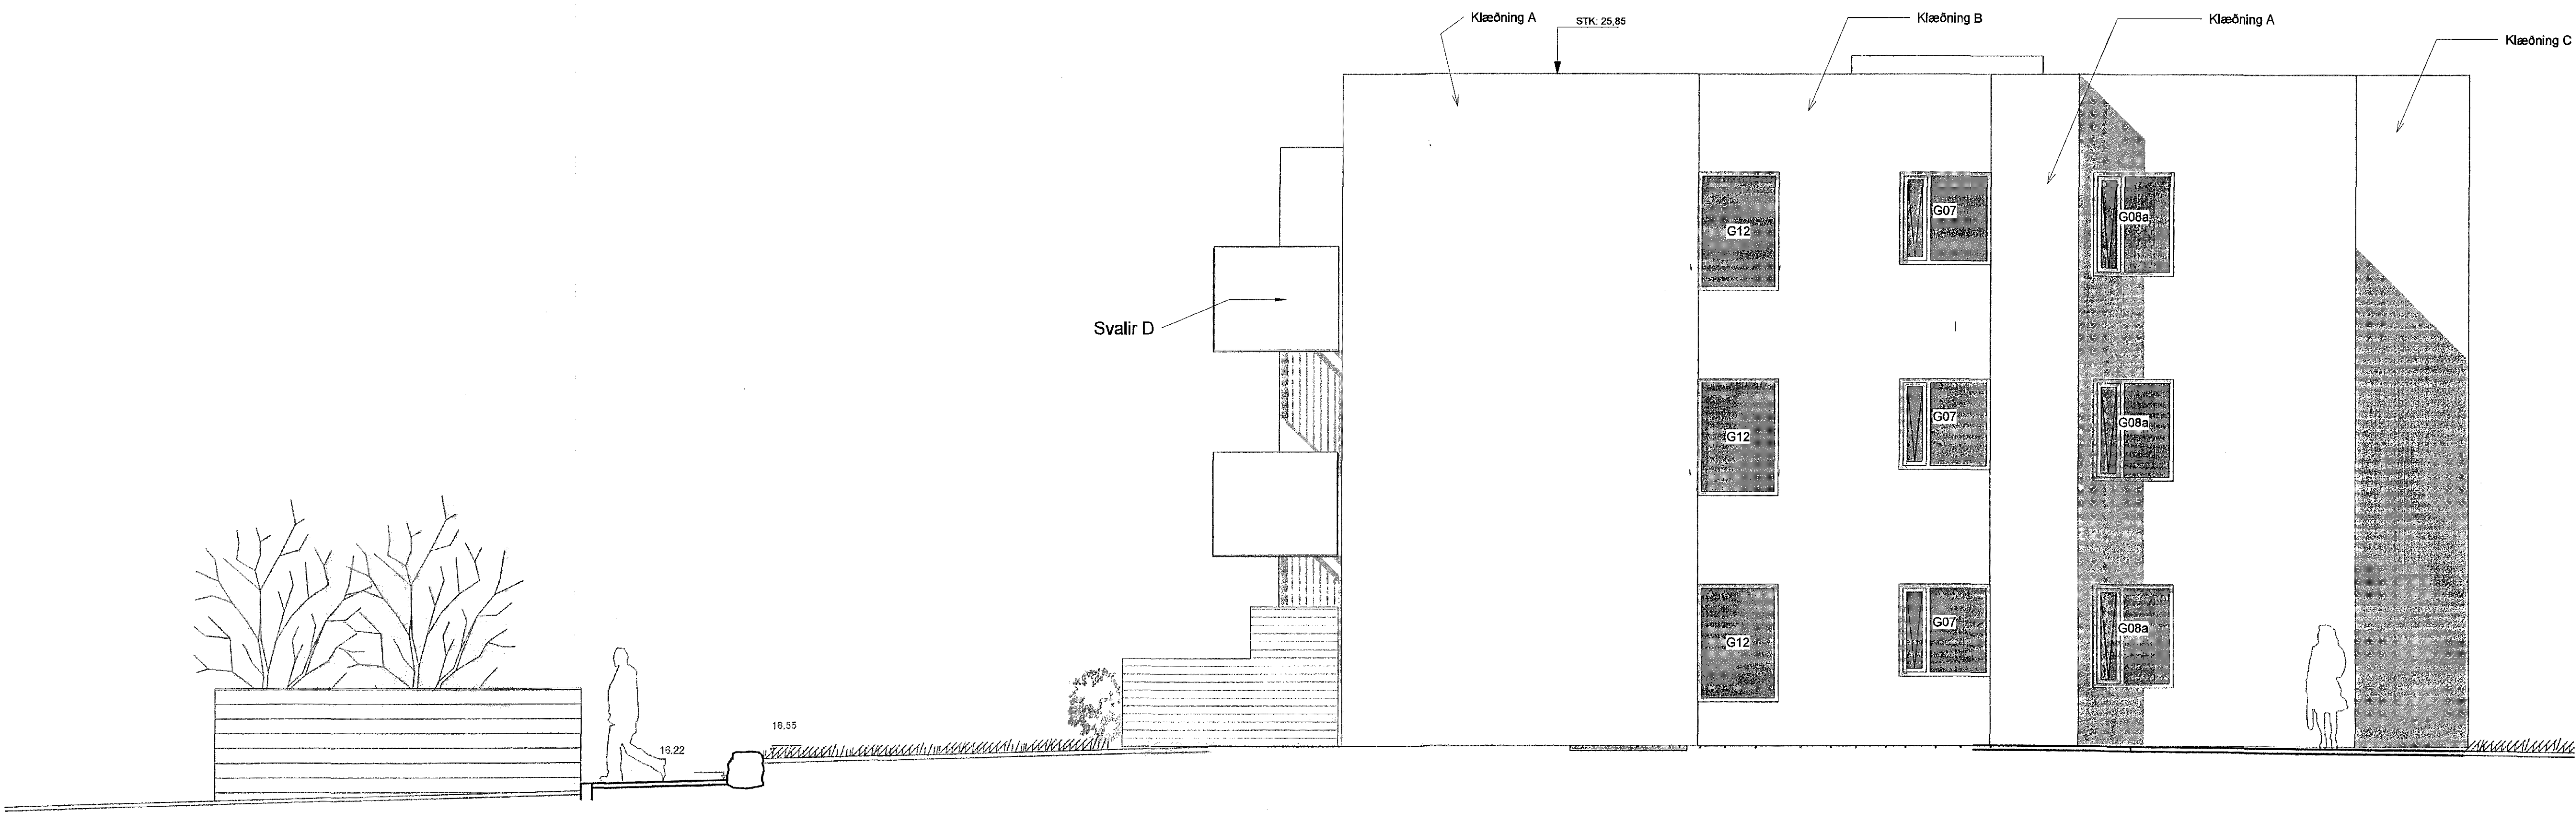 Klæðning A
STK: 25,85
Klæðning B
Klæðning A
Klæðning C
G12
G07
G08a
Svalir D
G12
G07
G08a
G12
G07
G08a
16.55
16.22